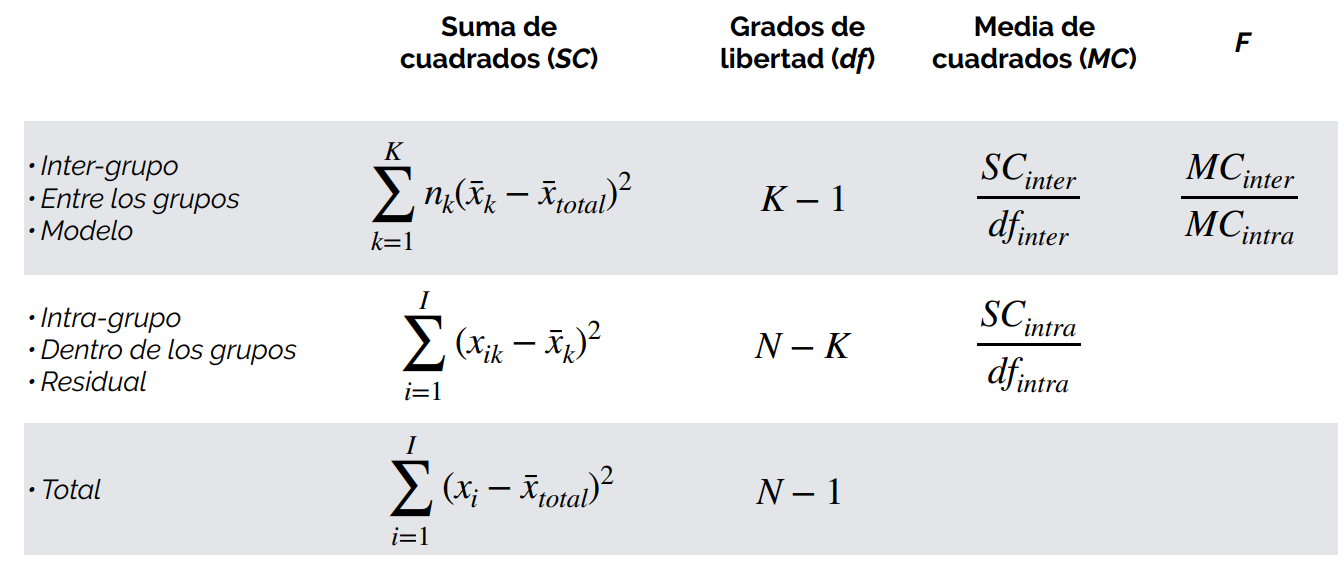 Suma de cuadrados (SC)
Grados de libertad (df)
Media de cuadrados (MC)
F
• Inter-grupo
• Entre los grupos
• Modelo
\sum_{k=1}^{K} n_k(\bar{x}_k - \bar{x}_{total})^2
K − 1
\frac{SC_{inter}}{df_{inter}}
\frac{MC_{inter}}{MC_{intra}}
• Intra-grupo
• Dentro de los grupos
• Residual
\sum_{i=1}^{I} (x_{ik} - \bar{x}_k)^2
N − K
\frac{SC_{intra}}{df_{intra}}
• Total
\sum_{i=1}^{I} (x_i - \bar{x}_{total})^2
N − 1